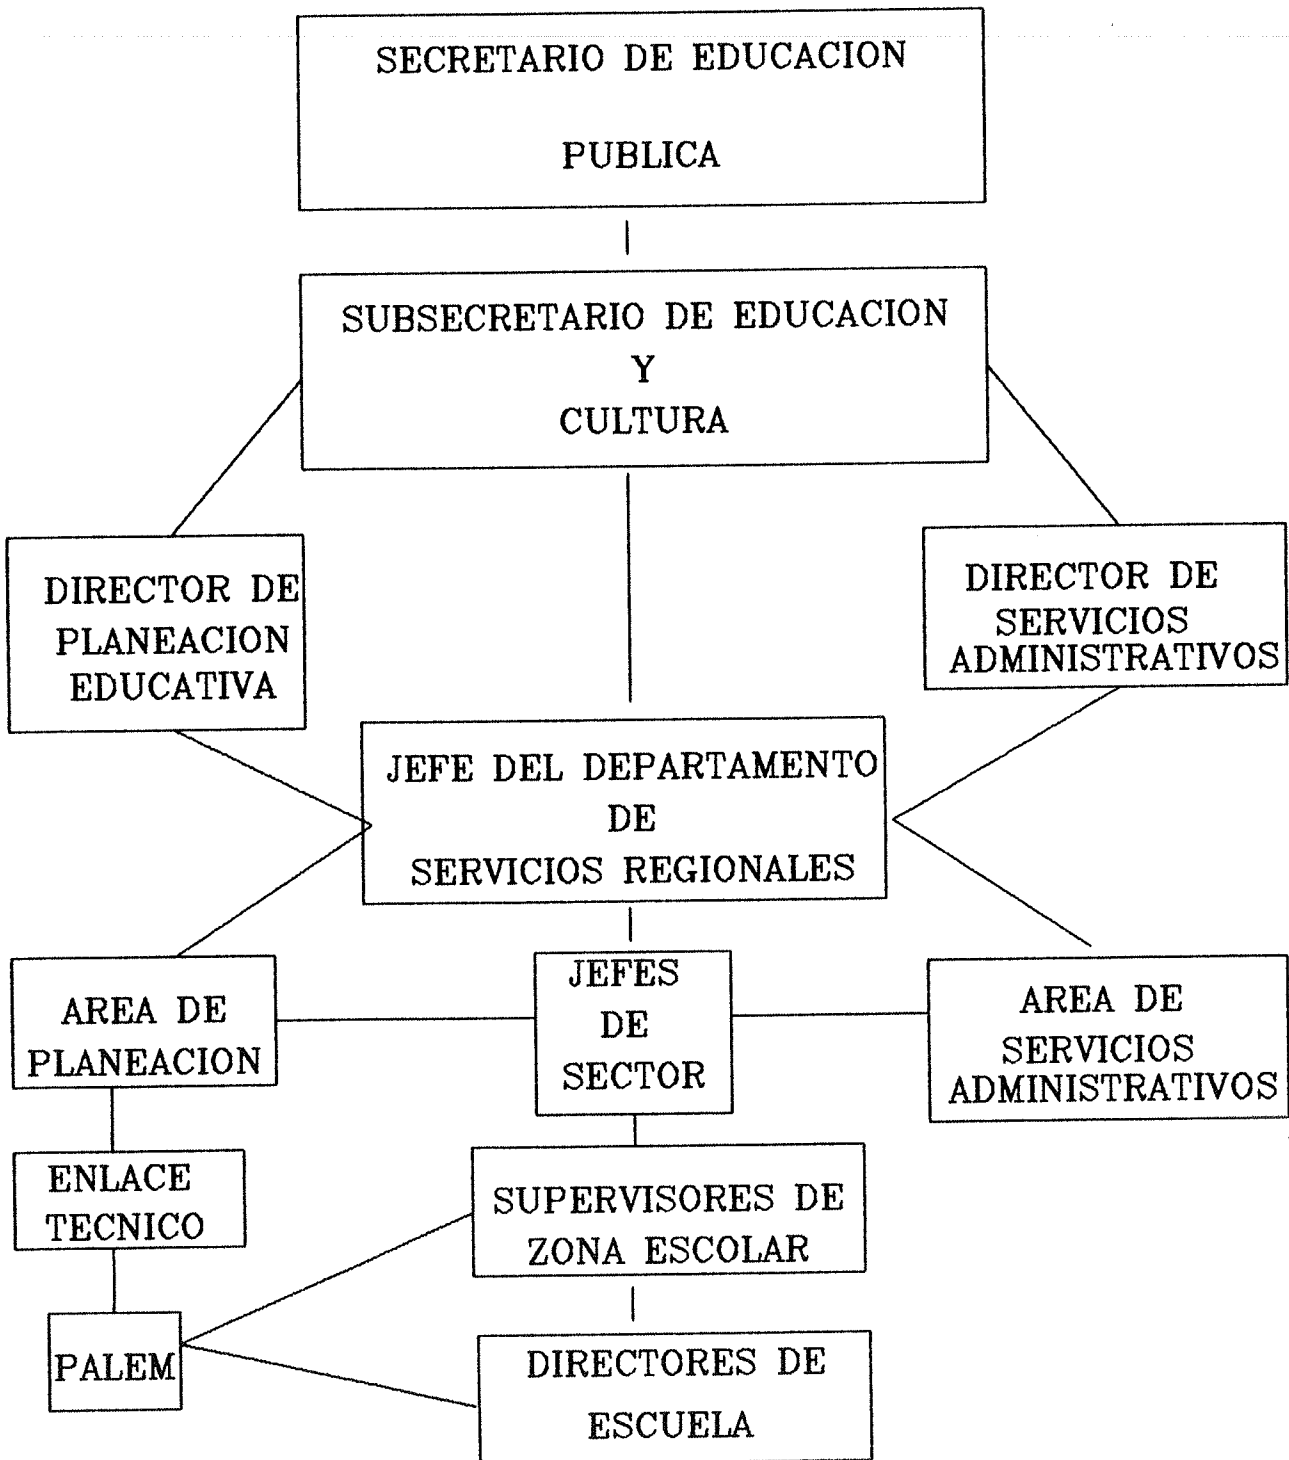 SECRETARIO DE EDUCACION
PUBLICA
SUBSECRETARIO DE EDUCACION
Y
CULTURA
DIRECTOR DE
PLANEACION
EDUCATIVA
DIRECTOR DE
SERVICIOS
ADMINISTRATIVOS
JEFE DEL DEPARTAMENTO
DE
SERVICIOS REGIONALES
AREA DE
PLANEACION
JEFES
DE
SECTOR
AREA DE
SERVICIOS
ADMINISTRATIVOS
ENLACE
TECNICO
SUPERVISORES DE
ZONA ESCOLAR
PALEM
DIRECTORES DE
ESCUELA